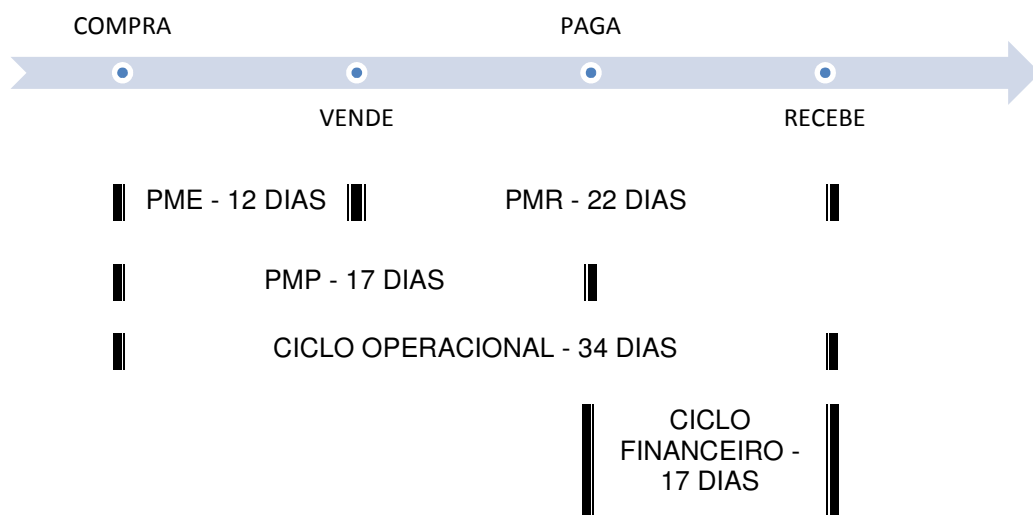 COMPRA
PAGA
VENDE
RECEBE
PME - 12 DIAS
PMR - 22 DIAS
PMP - 17 DIAS
CICLO OPERACIONAL - 34 DIAS
CICLO
FINANCEIRO -
17 DIAS